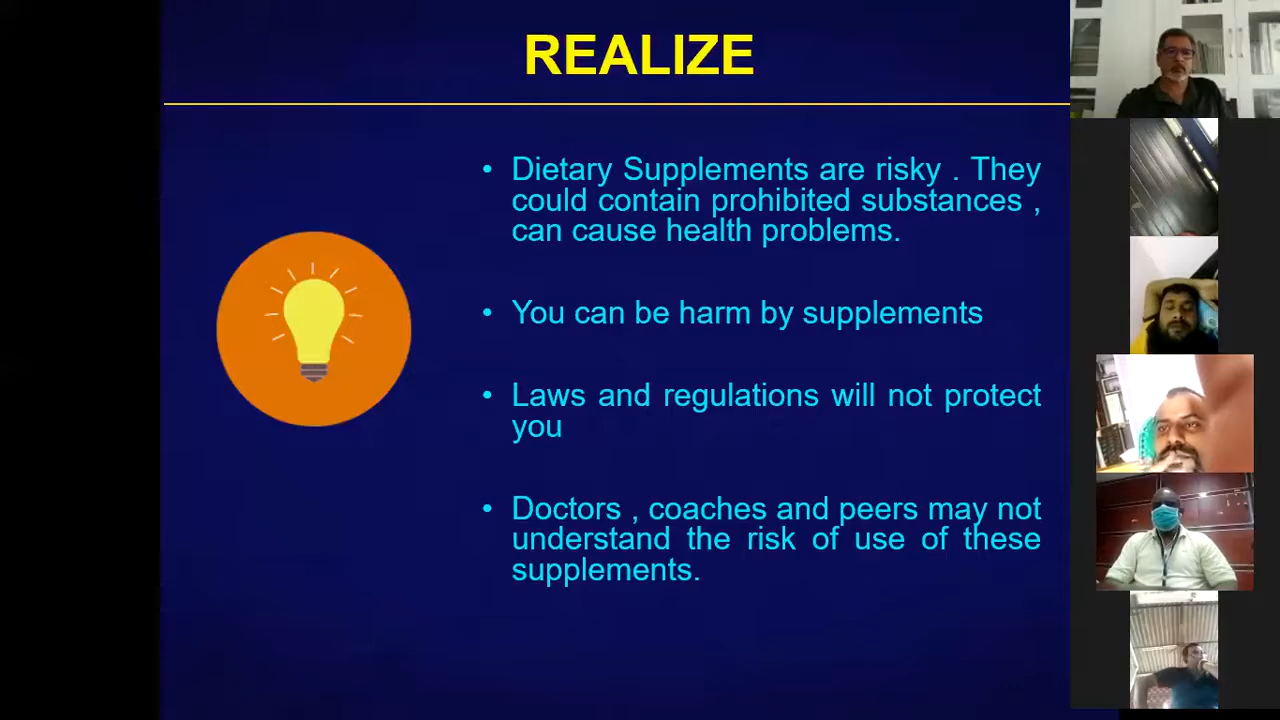 REALIZE
• Dietary Supplements are risky . They
could contain prohibited substances ,
can cause health problems.
• You can be harm by supplements
• Laws and regulations will not protect
you
• Doctors , coaches and peers may not
understand the risk of use of these
supplements.